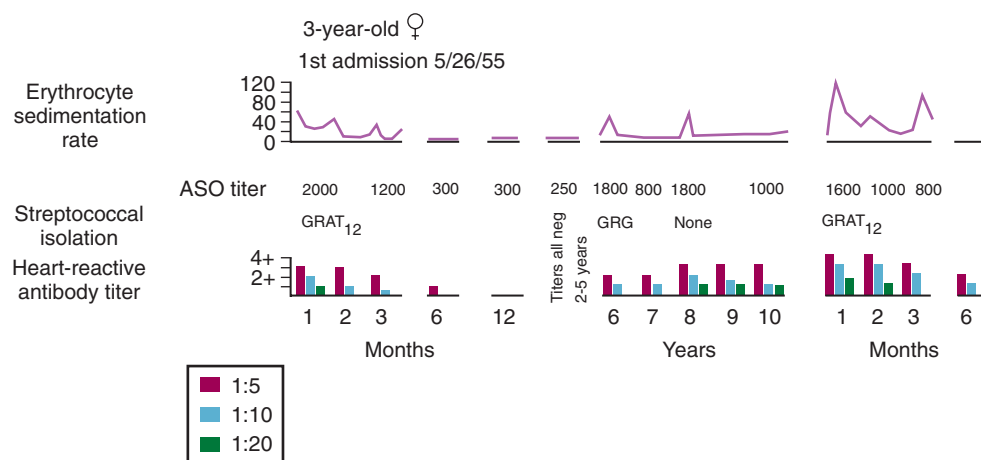 3-year-old ♀
1st admission 5/26/55
Erythrocyte
sedimentation
rate
120
80
40
0
ASO titer 2000 1200 300 300 250 1800 800 1800 1000 1600 1000 800
Streptococcal
isolation
GRAT12 GRG None GRAT12
Titers all neg
2-5 years
Heart-reactive
antibody titer
4+
2+
1 2 3 6 12 6 7 8 9 10 1 2 3 6
Months Years Months
1:5
1:10
1:20